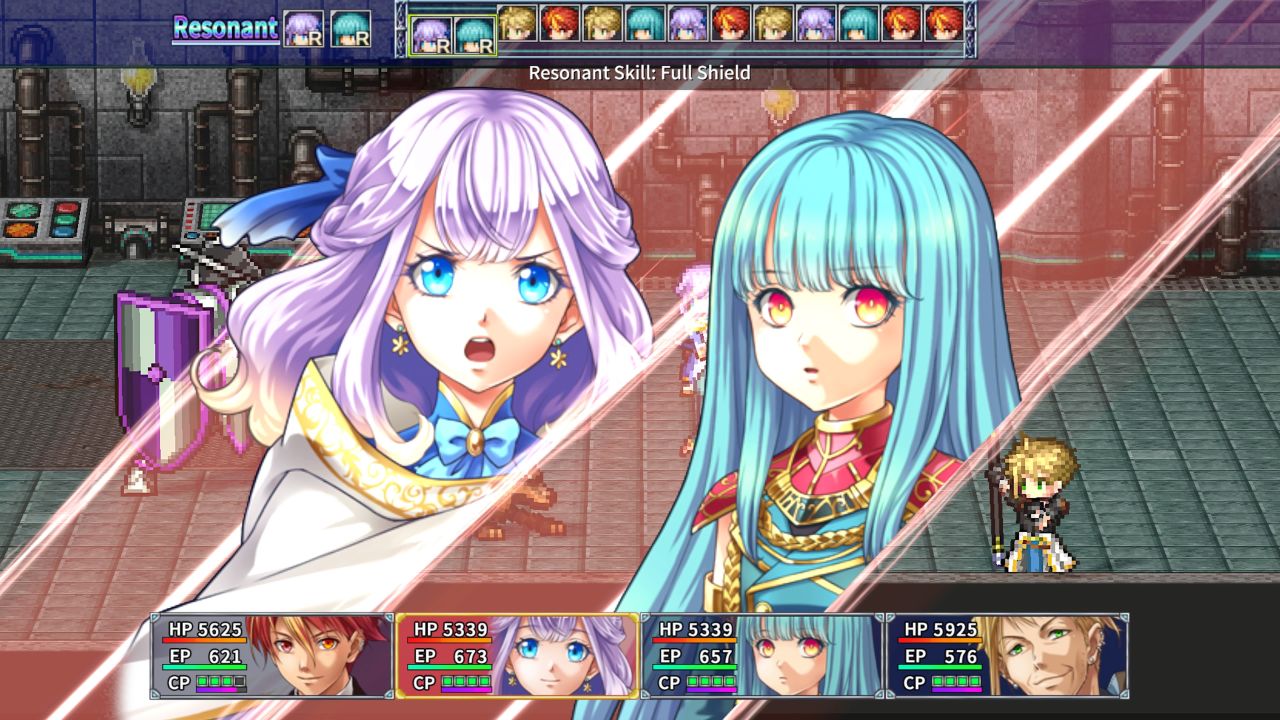 Resonant R R R R
Resonant Skill: Full Shield
HP 5625 HP 5339 HP 5339 HP 5925
EP 621 EP 673 EP 657 EP 576
CP CP CP CP